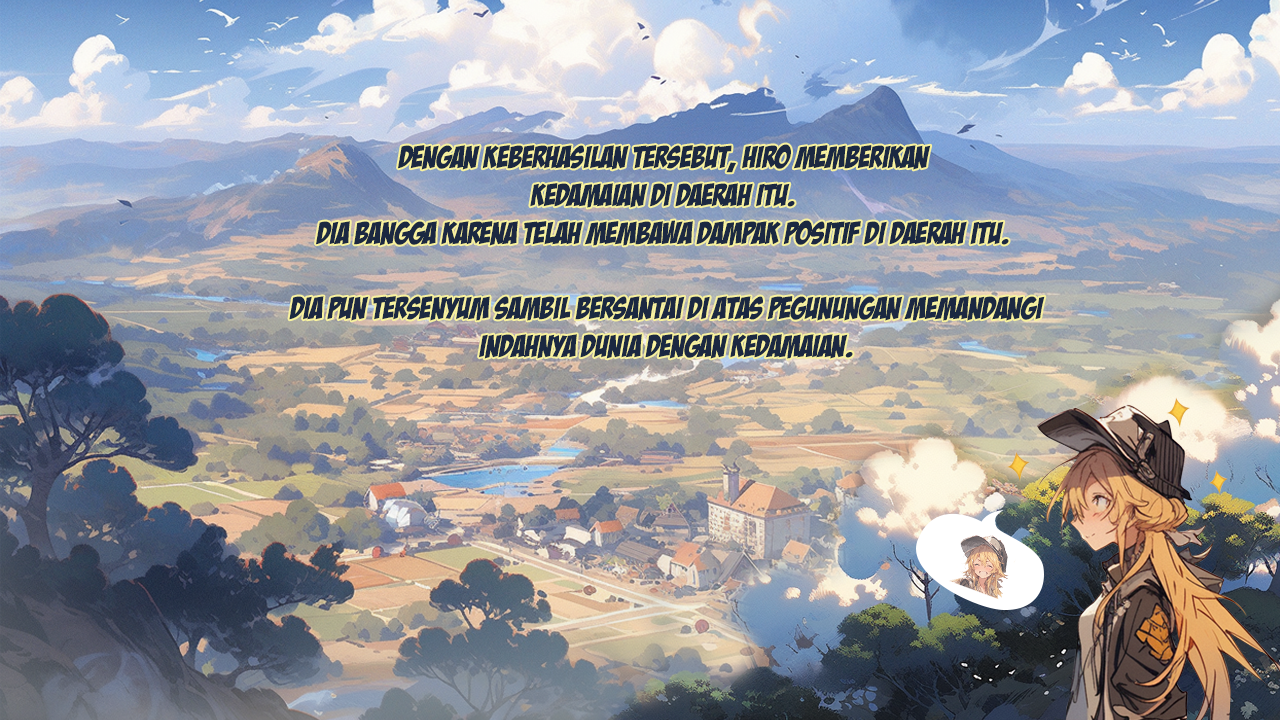 DENGAN KEBERHASILAN TERSEBUT, HIRO MEMBERIKAN
KEDAMAIAN DI DAERAH ITU.
DIA BANGGA KARENA TELAH MEMBAWA DAMPAK POSITIF DI DAERAH ITU.
DIA PUN TERSENYUM SAMBIL BERSANTAI DI ATAS PEGUNUNGAN MEMANDANGI
INDAHNYA DUNIA DENGAN KEDAMAIAN.